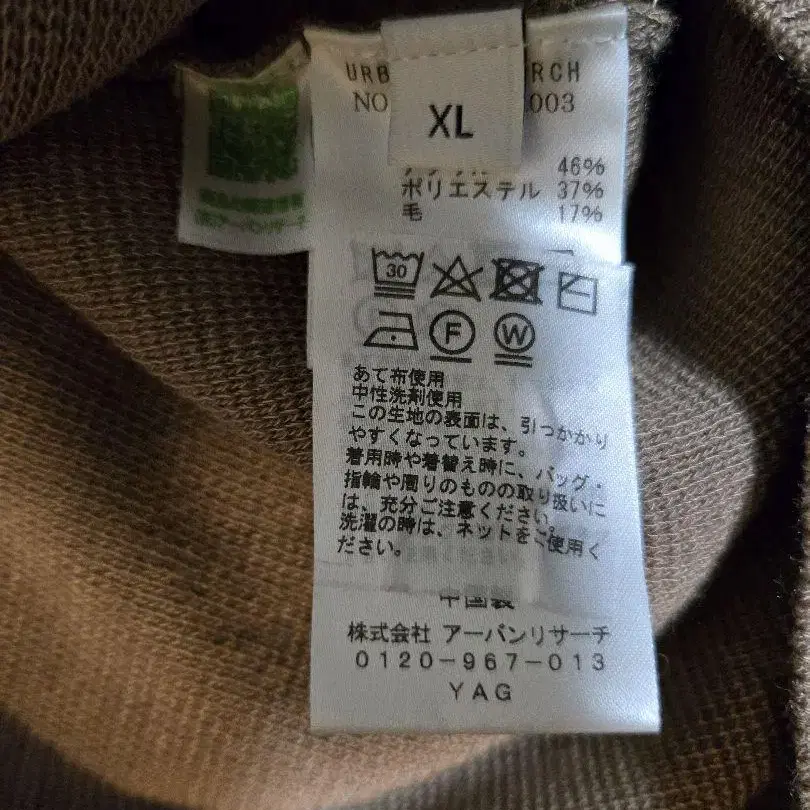 XL
46%
ポリエステル 37%
毛 17%
30
F
W
あて布使用
中性洗剤使用
この生地の表面は、引つかかり
やすくなっています。
着用時や着替え時に、バッグ・
指輪や周りのものの取り扱いに
は、充分ご注意ください。
洗濯の時は、ネットをご使用く
ださい。
中国製
株式会社 アーバンリサーチ
0120-967-013
YAG